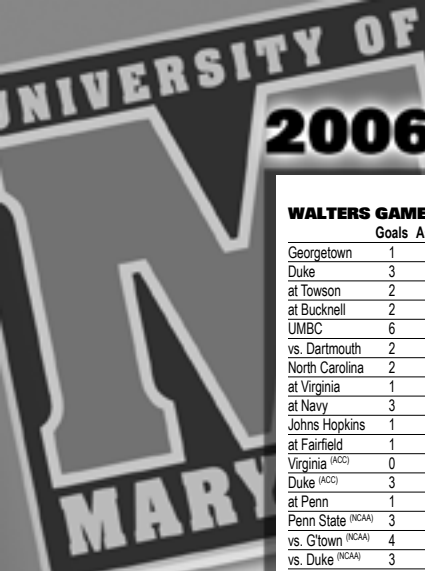 UNIVERSITY OF
2006
WALTERS GAME
Goals A
Georgetown 1
Duke 3
at Towson 2
at Bucknell 2
UMBC 6
vs. Dartmouth 2
North Carolina 2
at Virginia 1
at Navy 3
Johns Hopkins 1
at Fairfield 1
Virginia (ACC) 0
Duke (ACC) 3
at Penn 1
Penn State (NCAA) 3
vs. G'town (NCAA) 4
vs. Duke (NCAA) 3
MARY